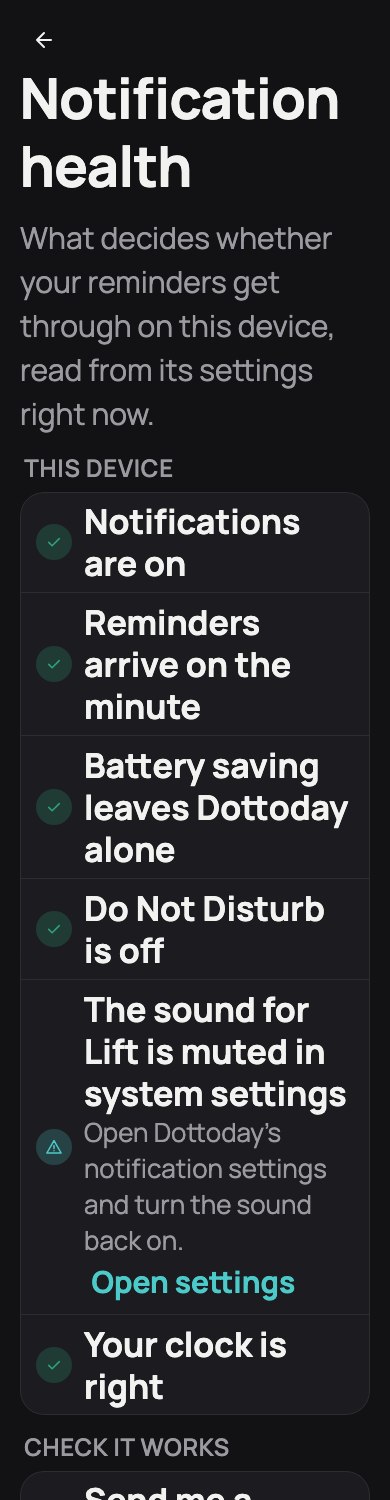 Notification
health
What decides whether
your reminders get
through on this device,
read from its settings
right now.
THIS DEVICE
Notifications
are on
Reminders
arrive on the
minute
Battery saving
leaves Dottoday
alone
Do Not Disturb
is off
The sound for
Lift is muted in
system settings
Open Dottoday's
notification settings
and turn the sound
back on.
Open settings
Your clock is
right
CHECK IT WORKS
Send me a